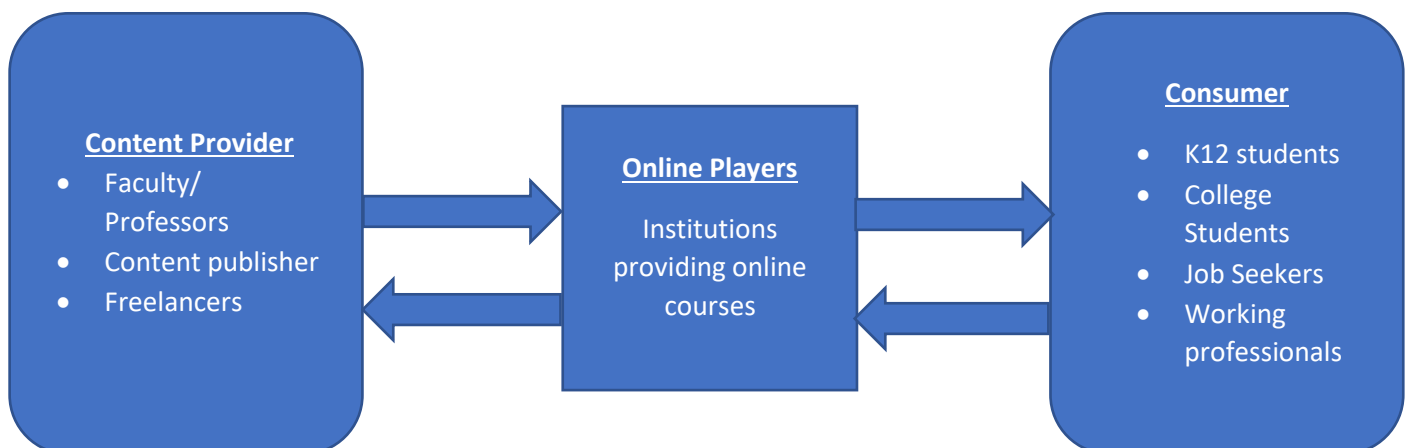 Content Provider
• Faculty/
Professors
• Content publisher
• Freelancers
Online Players
Institutions
providing online
courses
Consumer
• K12 students
• College
Students
• Job Seekers
• Working
professionals